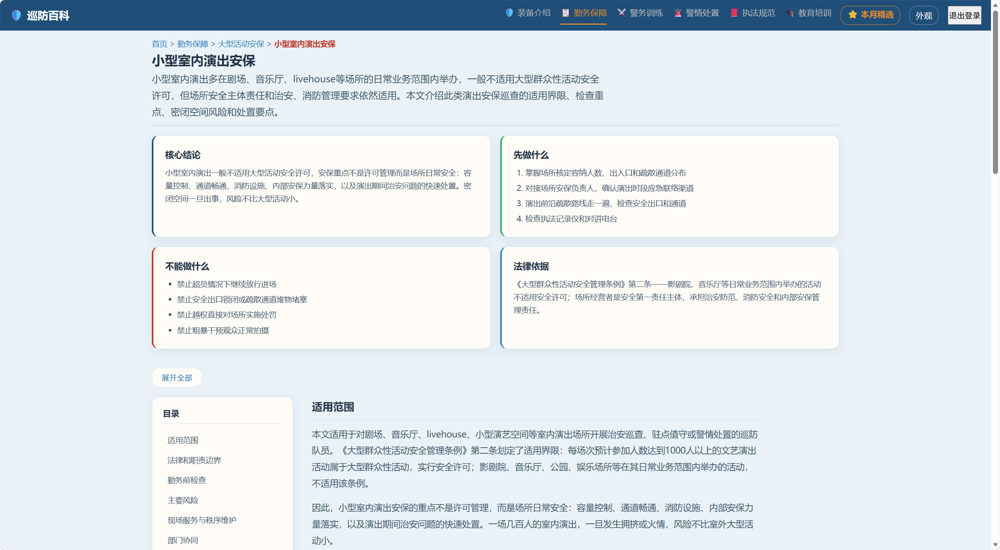 巡防百科
装备介绍
勤务保障
警务训练
警情处置
执法规范
教育培训
本月精选
外观
退出登录
首页 > 勤务保障 > 大型活动安保 > 小型室内演出安保
小型室内演出安保
小型室内演出多在剧场、音乐厅、livehouse等场所的日常业务范围内举办，一般不适用大型群众性活动安全
许可，但场所安全主体责任和治安、消防管理要求依然适用。本文介绍此类演出安保巡查的适用界限、检查重
点、密闭空间风险和处置要点。
核心结论
小型室内演出一般不适用大型活动安全许可，安保重点不是许可管理而是场所日常安全：容
量控制、通道畅通、消防设施、内部安保力量落实，以及演出期间治安问题的快速处置。密
闭空间一旦出事，风险不比大型活动小。
先做什么
1. 掌握场所核定容纳人数、出入口和疏散通道分布
2. 对接场所安保负责人，确认演出时段应急联络渠道
3. 演出前沿疏散路线走一遍，检查安全出口和通道
4. 检查执法记录仪和对讲电台
不能做什么
• 禁止超员情况下继续放行进场
• 禁止安全出口锁闭或疏散通道堆物堵塞
• 禁止越权直接对场所实施处罚
• 禁止粗暴干预观众正常拍摄
法律依据
《大型群众性活动安全管理条例》第二条——影剧院、音乐厅等日常业务范围内举办的活动
不适用安全许可；场所经营者是安全第一责任主体，承担治安防范、消防安全和内部安保管
理责任。
展开全部
目录
适用范围
法律和职责边界
勤务前检查
主要风险
现场服务与秩序维护
部门协同
适用范围
本文适用于对剧场、音乐厅、livehouse、小型演艺空间等室内演出场所开展治安巡查、驻点值守或警情处置的巡防
队员。《大型群众性活动安全管理条例》第二条划定了适用界限：每场次预计参加人数达到1000人以上的文艺演出
活动属于大型群众性活动，实行安全许可；影剧院、音乐厅、公园、娱乐场所等在其日常业务范围内举办的活动，
不适用该条例。
因此，小型室内演出安保的重点不是许可管理，而是场所日常安全：容量控制、通道畅通、消防设施、内部安保力
量落实，以及演出期间治安问题的快速处置。一场几百人的室内演出，一旦发生拥挤或火情，风险不比室外大型活
动小。